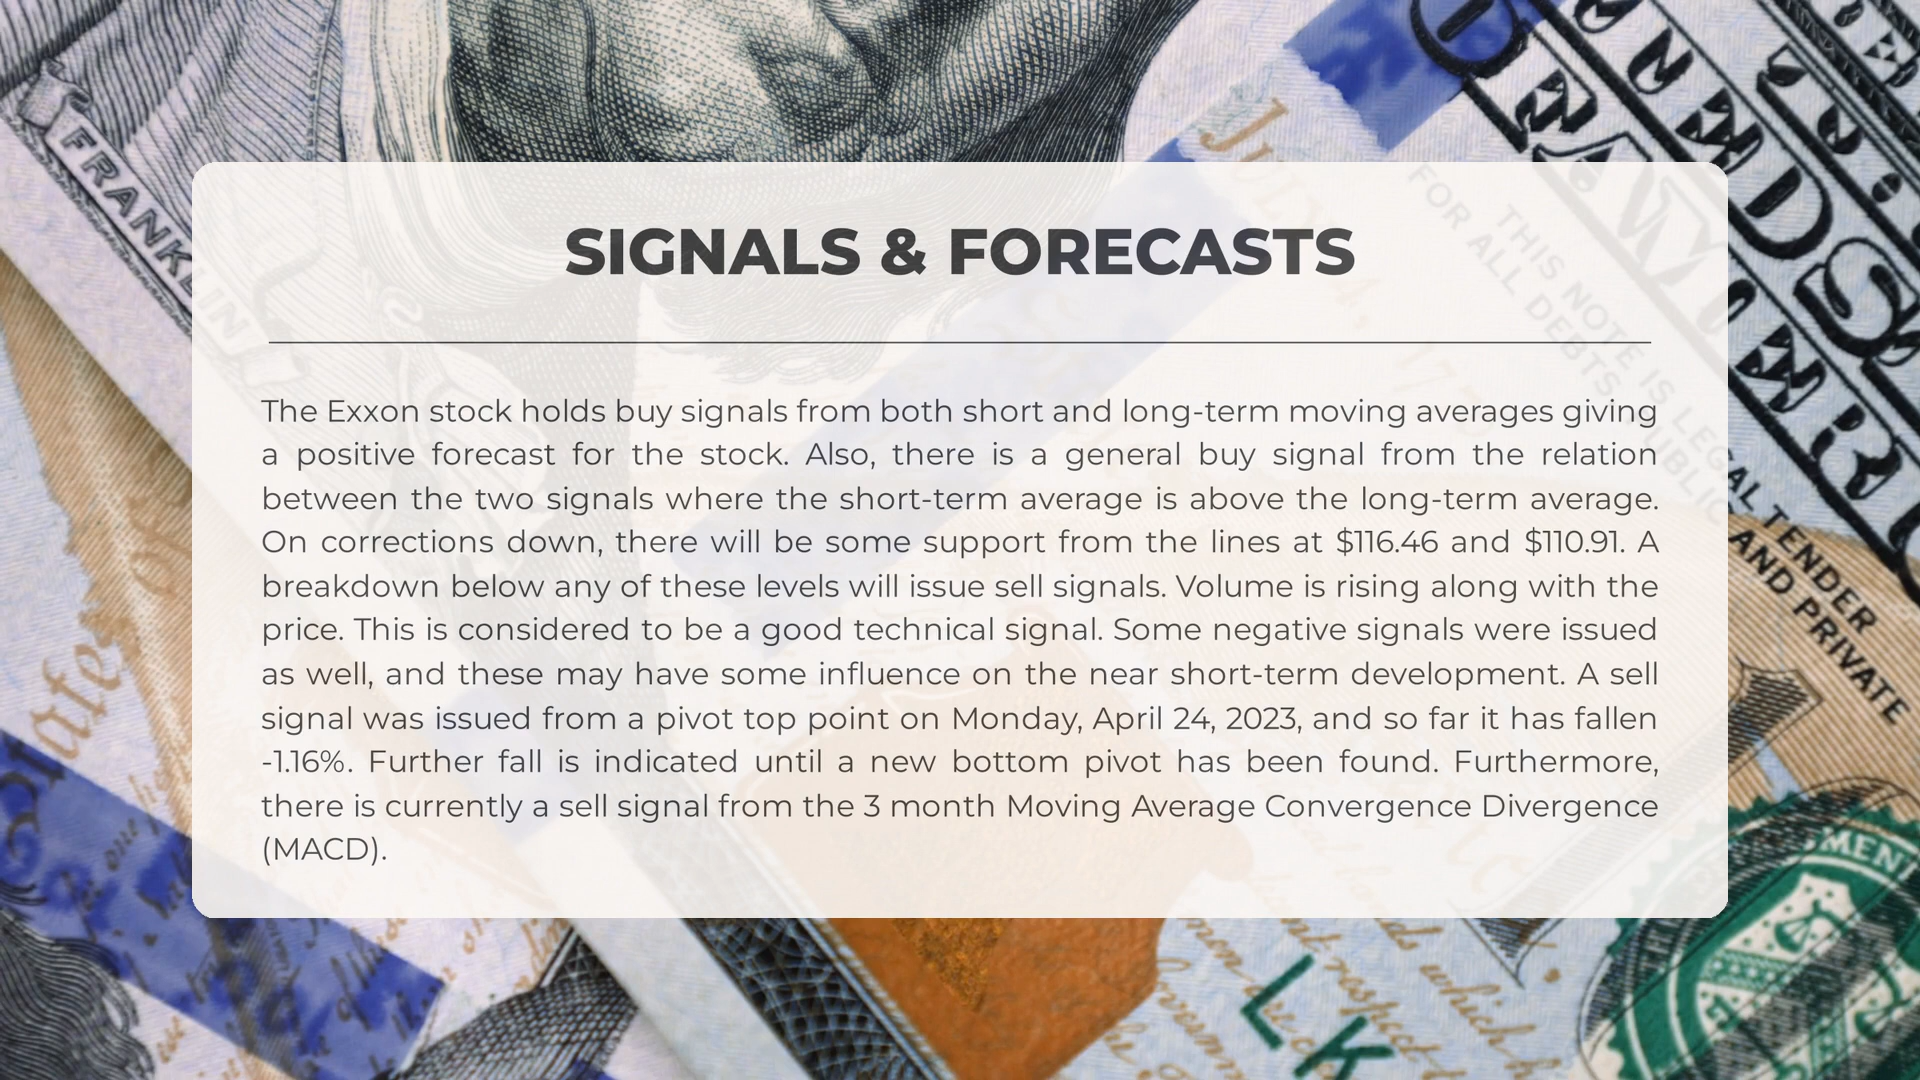 SIGNALS & FORECASTS
The Exxon stock holds buy signals from both short and long-term moving averages giving
a positive forecast for the stock. Also, there is a general buy signal from the relation
between the two signals where the short-term average is above the long-term average.
On corrections down, there will be some support from the lines at $116.46 and $110.91. A
breakdown below any of these levels will issue sell signals. Volume is rising along with the
price. This is considered to be a good technical signal. Some negative signals were issued
as well, and these may have some influence on the near short-term development. A sell
signal was issued from a pivot top point on Monday, April 24, 2023, and so far it has fallen
-1.16%. Further fall is indicated until a new bottom pivot has been found. Furthermore,
there is currently a sell signal from the 3 month Moving Average Convergence Divergence
(MACD).
FRANKLIN
JULY 4, 177
THIS NOTE IS LEGAL TENDER
FOR ALL DEBTS, PUBLIC AND PRIVATE
LK